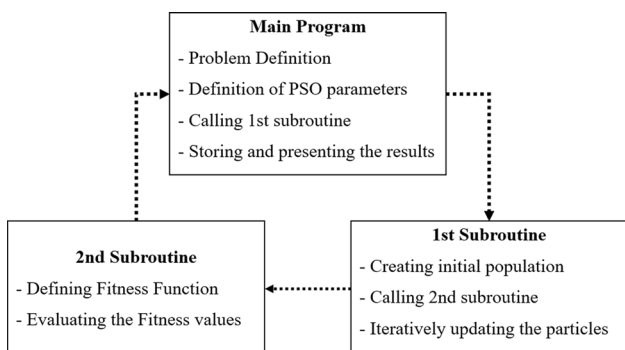 Main Program
- Problem Definition
- Definition of PSO parameters
- Calling 1st subroutine
- Storing and presenting the results
2nd Subroutine
- Defining Fitness Function
- Evaluating the Fitness values
1st Subroutine
- Creating initial population
- Calling 2nd subroutine
- Iteratively updating the particles